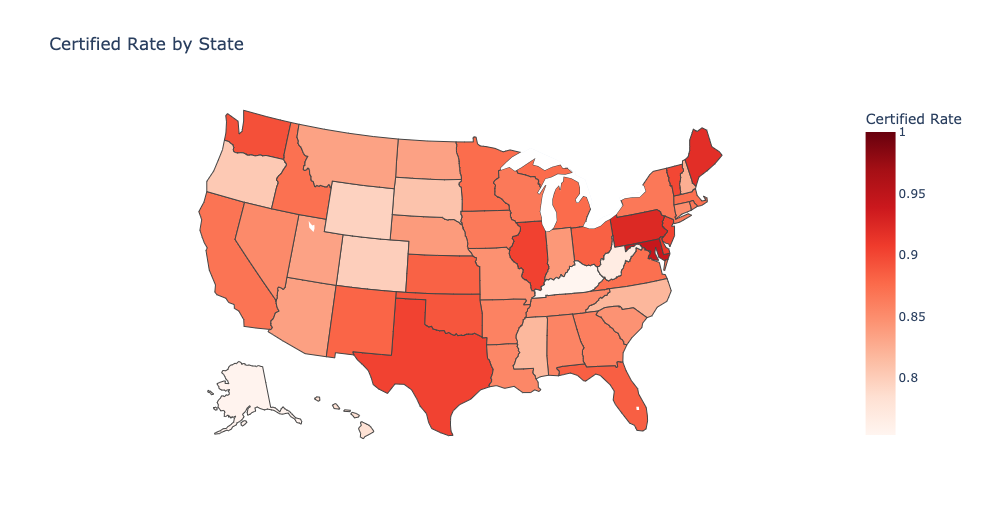 Certified Rate by State
Certified Rate
1
0.95
0.9
0.85
0.8